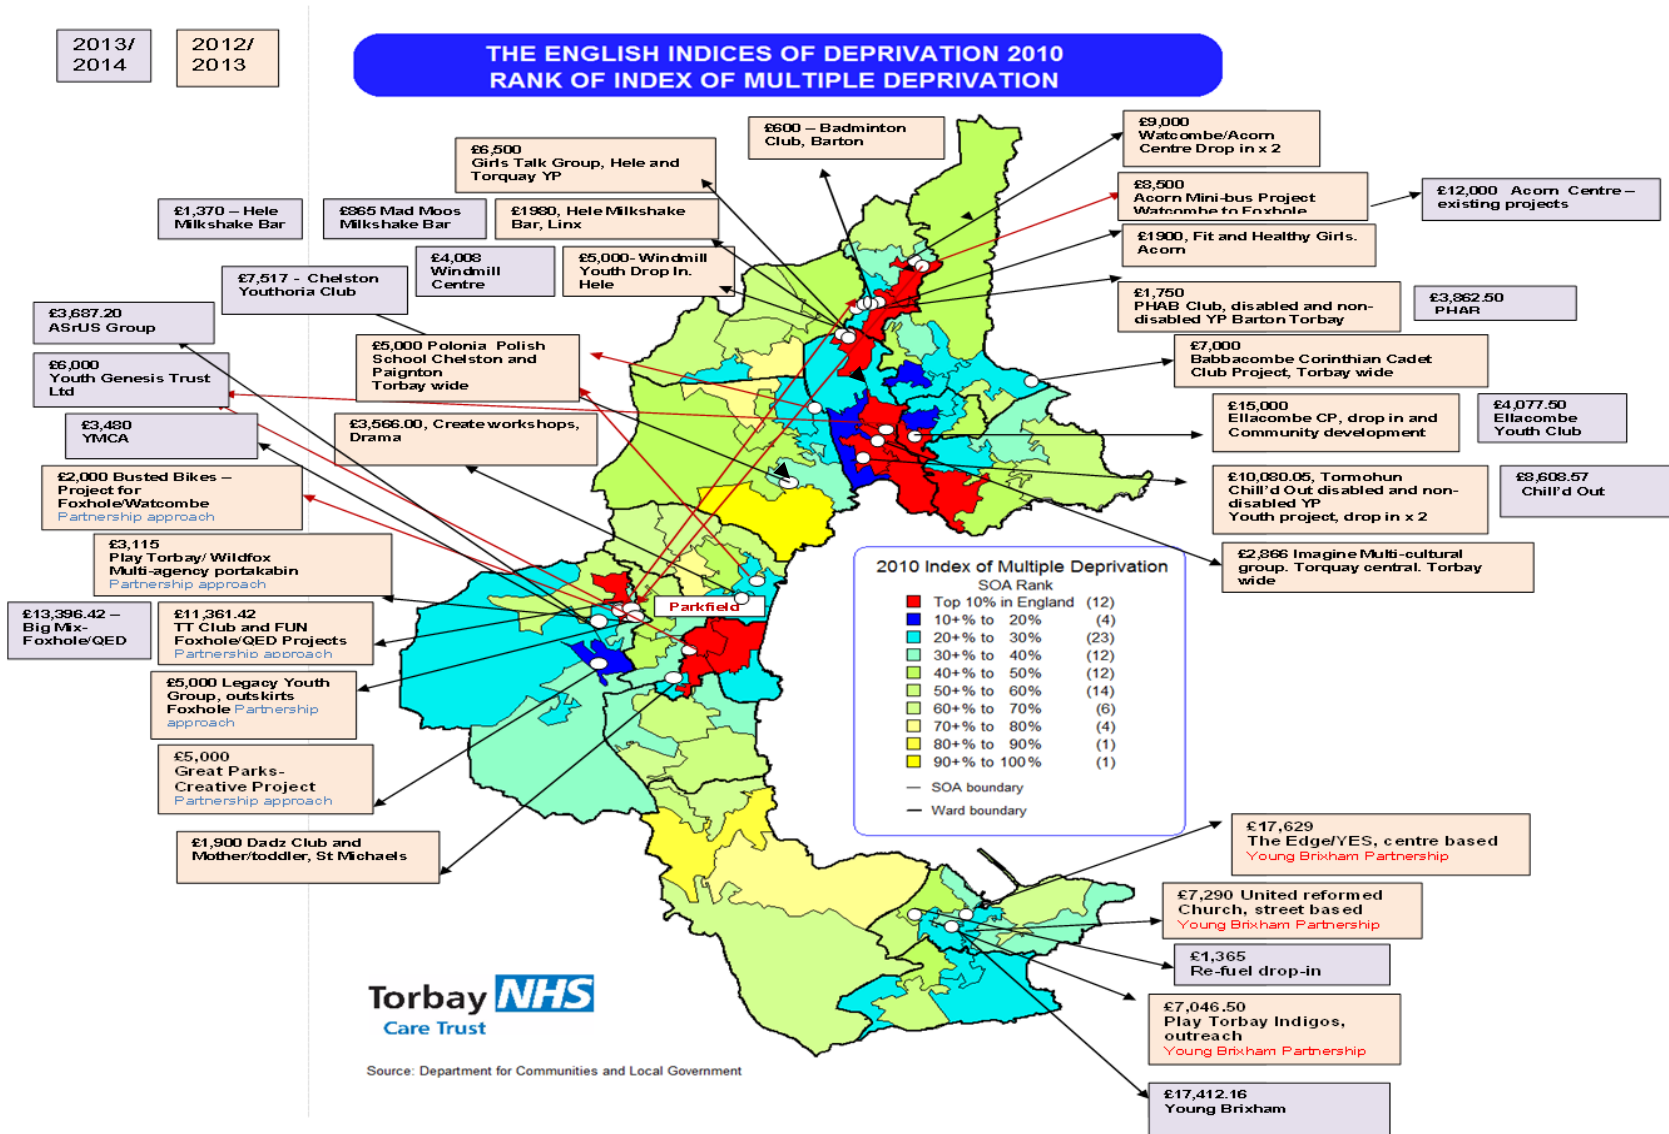 2013/
2014
2012/
2013
THE ENGLISH INDICES OF DEPRIVATION 2010
RANK OF INDEX OF MULTIPLE DEPRIVATION
£600 – Badminton
Club, Barton
£9,000
Watcombe/Acorn
Centre Drop in x 2
£6,500
Girls Talk Group, Hele and
Torquay YP
£8,500
Acorn Mini-bus Project
Watcombe to Foxhole
£12,000 Acorn Centre –
existing projects
£1,370 – Hele
Milkshake Bar
£865 Mad Moos
Milkshake Bar
£1980, Hele Milkshake
Bar, Linx
£1900, Fit and Healthy Girls.
Acorn
£4,008
Windmill
Centre
£5,000- Windmill
Youth Drop In.
Hele
£7,517 - Chelston
Youthoria Club
£1,750
PHAB Club, disabled and non-
disabled YP Barton Torbay
£3,862.50
PHAB
£3,687.20
ASrUS Group
£5,000 Polonia Polish
School Chelston and
Paignton
Torbay wide
£7,000
Babbacombe Corinthian Cadet
Club Project, Torbay wide
£6,000
Youth Genesis Trust
Ltd
£15,000
Ellacombe CP, drop in and
Community development
£4,077.50
Ellacombe
Youth Club
£3,480
YMCA
£3,566.00, Create workshops,
Drama
£2,000 Busted Bikes –
Project for
Foxhole/Watcombe
Partnership approach
£10,080.05, Tormohun
Chill'd Out disabled and non-
disabled YP
Youth project, drop in x 2
£8,608.57
Chill'd Out
£3,115
Play Torbay/ Wildfox
Multi-agency portakabin
Partnership approach
£2,866 Imagine Multi-cultural
group. Torquay central. Torbay
wide
£13,396.42 –
Big Mix-
Foxhole/QED
£11,361.42
TT Club and FUN
Foxhole/QED Projects
Partnership approach
Parkfield
2010 Index of Multiple Deprivation
SOA Rank
Top 10% in England (12)
10+% to 20% (4)
20+% to 30% (23)
30+% to 40% (12)
40+% to 50% (12)
50+% to 60% (14)
60+% to 70% (6)
70+% to 80% (4)
80+% to 90% (1)
90+% to 100% (1)
SOA boundary
Ward boundary
£5,000 Legacy Youth
Group, outskirts
Foxhole Partnership
approach
£5,000
Great Parks-
Creative Project
Partnership approach
£1,900 Dadz Club and
Mother/toddler, St Michaels
£17,629
The Edge/YES, centre based
Young Brixham Partnership
£7,290 United reformed
Church, street based
Young Brixham Partnership
£1,365
Re-fuel drop-in
£7,046.50
Play Torbay Indigos,
outreach
Young Brixham Partnership
£17,412.16
Young Brixham
Torbay NHS
Care Trust
Source: Department for Communities and Local Government